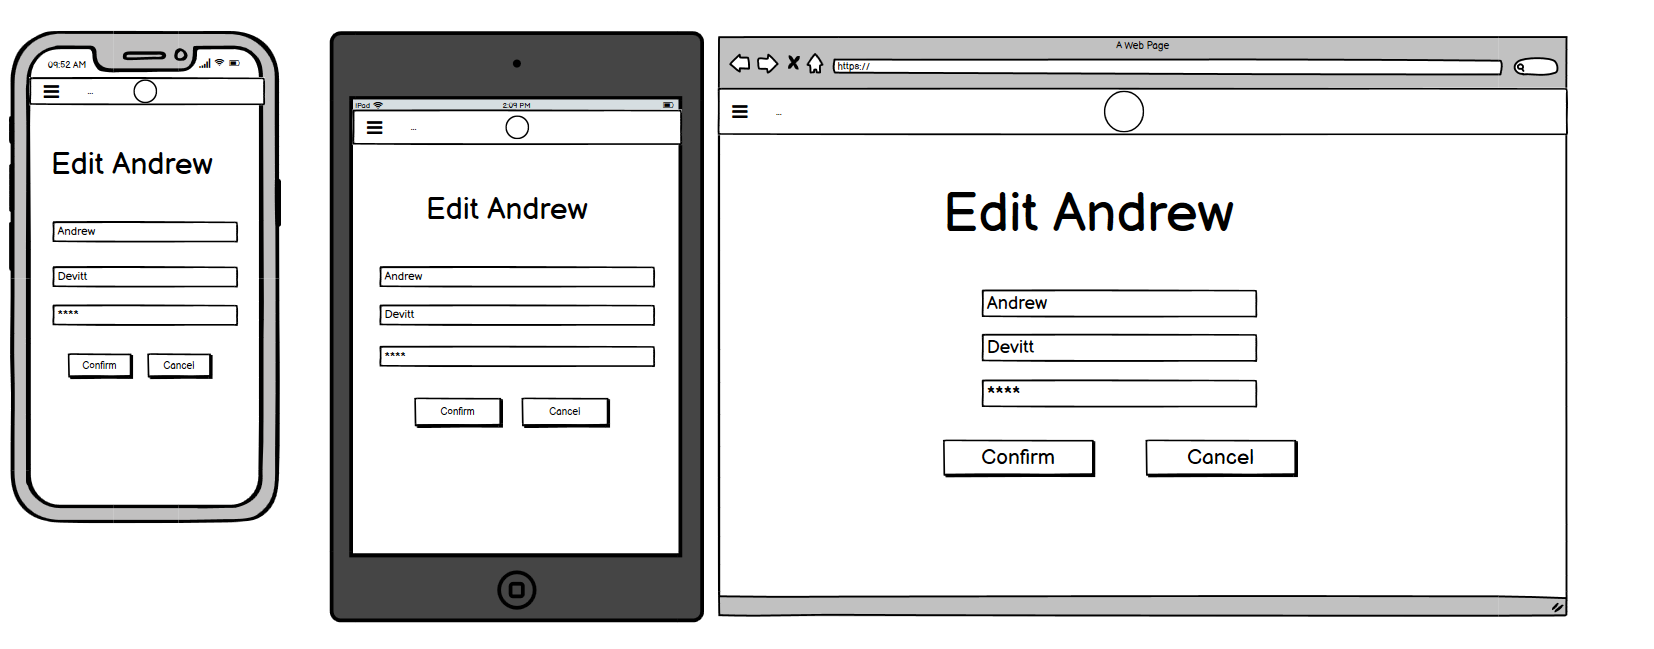 09:52 AM
...
Edit Andrew
Andrew
Devitt
****
Confirm
Cancel
iPad
2:09 PM
...
Edit Andrew
Andrew
Devitt
****
Confirm
Cancel
A Web Page
https://
...
Edit Andrew
Andrew
Devitt
****
Confirm
Cancel